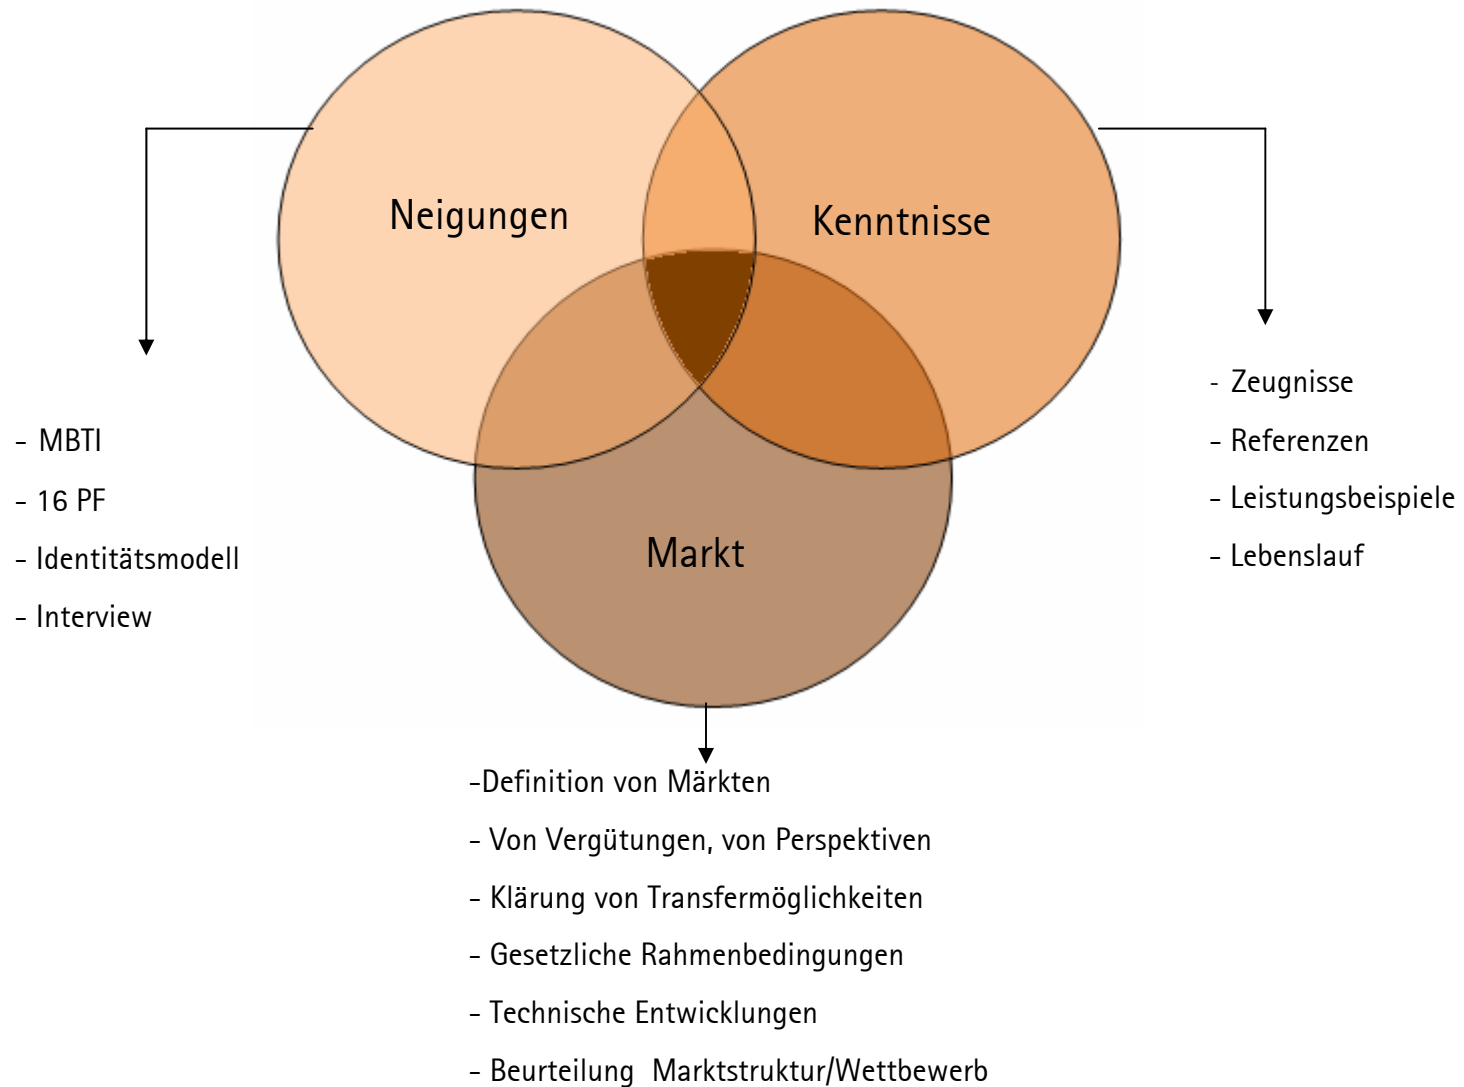 Neigungen
Kenntnisse
Markt
- MBTI
- 16 PF
- Identitätsmodell
- Interview
- Zeugnisse
- Referenzen
- Leistungsbeispiele
- Lebenslauf
-Definition von Märkten
- Von Vergütungen, von Perspektiven
- Klärung von Transfermöglichkeiten
- Gesetzliche Rahmenbedingungen
- Technische Entwicklungen
- Beurteilung  Marktstruktur/Wettbewerb